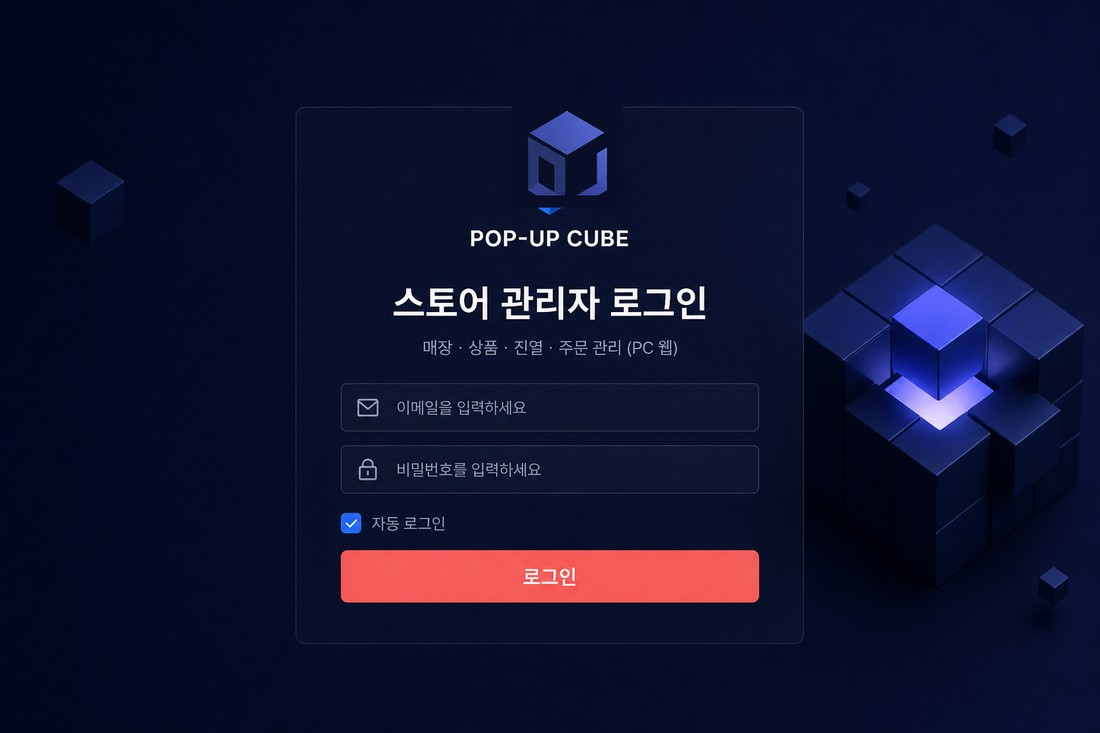 POP-UP CUBE
스토어 관리자 로그인
매장 · 상품 · 진열 · 주문 관리 (PC 웹)
이메일을 입력하세요
비밀번호를 입력하세요
자동 로그인
로그인